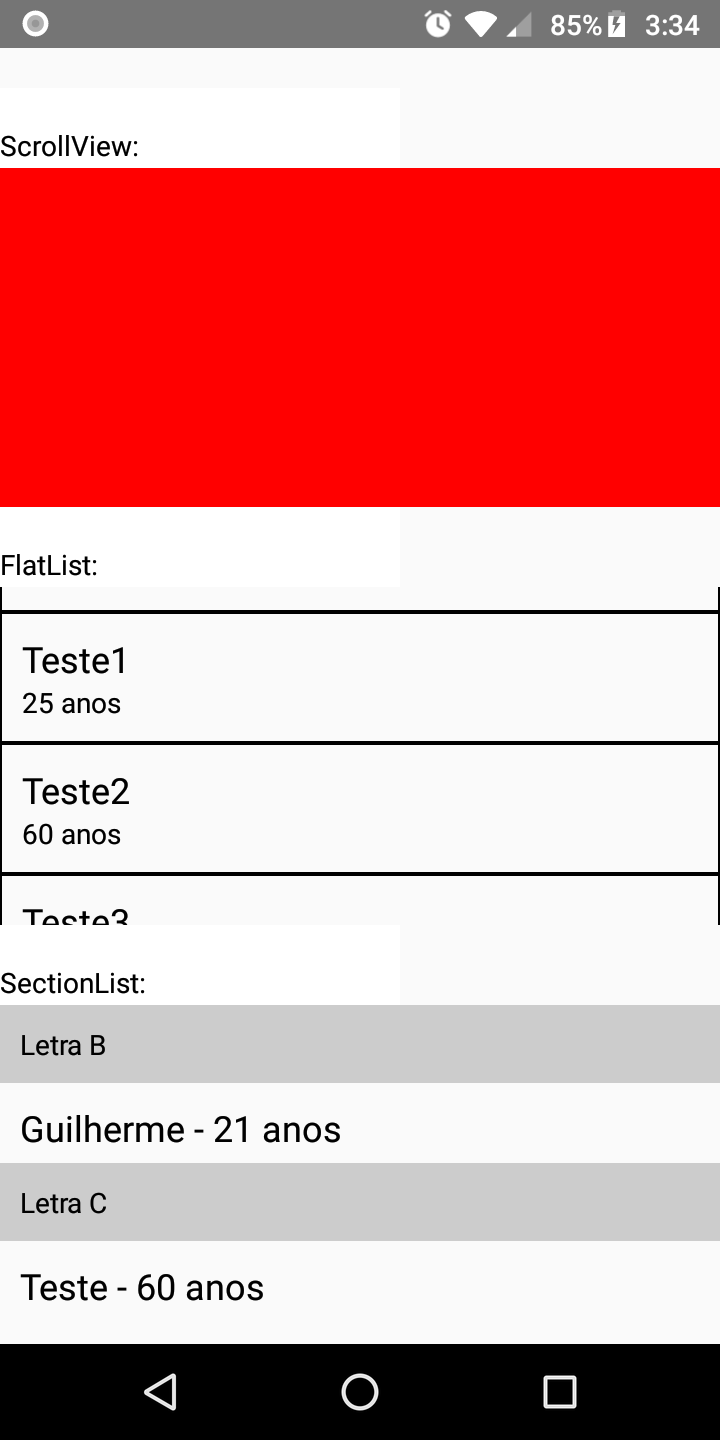 85% 3:34
ScrollView:
FlatList:
Teste1
25 anos
Teste2
60 anos
Teste3
SectionList:
Letra B
Guilherme - 21 anos
Letra C
Teste - 60 anos